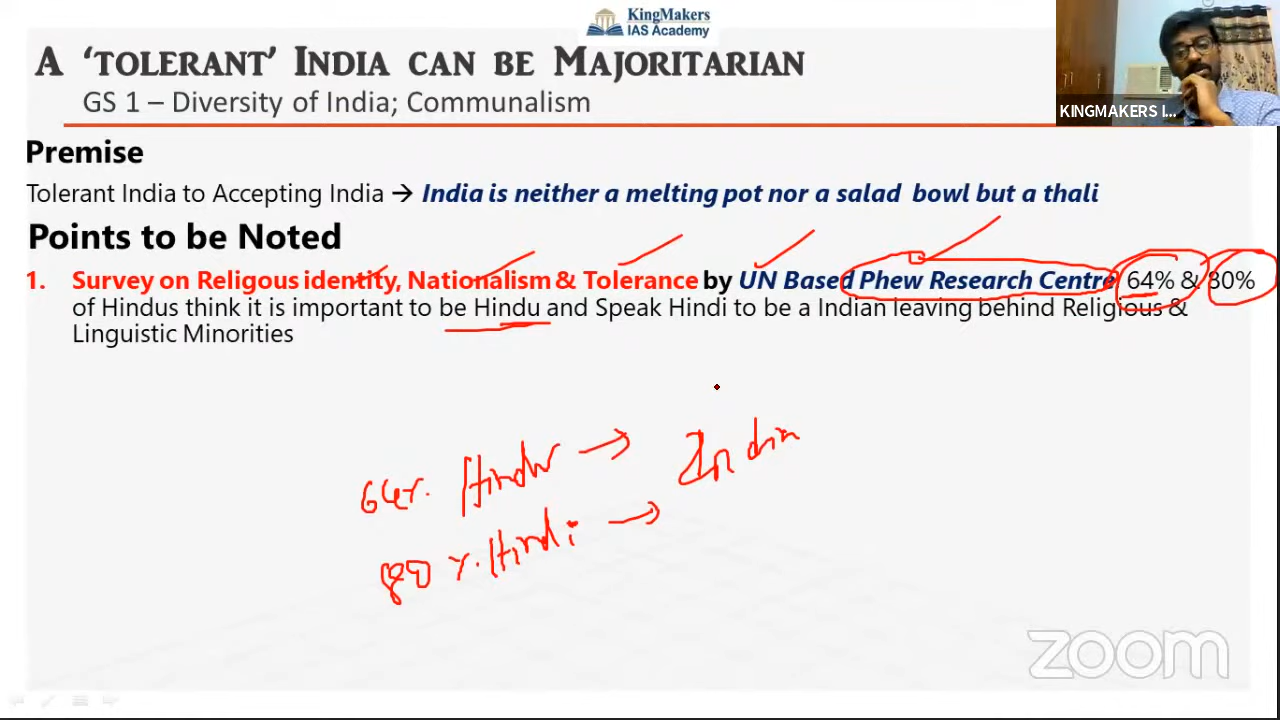 KingMakers
IAS Academy
A ‘TOLERANT’ INDIA CAN BE MAJORITARIAN
GS 1 – Diversity of India; Communalism
KINGMAKERS I...
Premise
Tolerant India to Accepting India → India is neither a melting pot nor a salad bowl but a thali
Points to be Noted
1. Survey on Religous identity, Nationalism & Tolerance by UN Based Phew Research Centre 64% & 80%
of Hindus think it is important to be Hindu and Speak Hindi to be a Indian leaving behind Religious &
Linguistic Minorities
64%. Hindu → India
80%. Hindi →
zoom